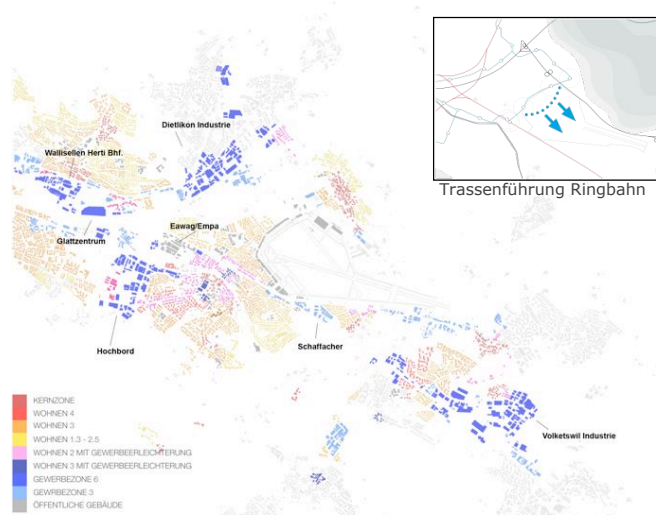 Dietlikon Industrie
Wallisellen Herti Bhf.
Trassenführung Ringbahn
Eawag/Empa
Glattzentrum
Hochbord
Schaffacher
Volketswil Industrie
KERNZONE
WOHNEN 4
WOHNEN 3
WOHNEN 1.3 - 2.5
WOHNEN 2 MIT GEWERBEERLEICHTERUNG
WOHNEN 3 MIT GEWERBEERLEICHTERUNG
GEWERBEZONE 6
GEWRBEZONE 3
ÖFFENTLICHE GEBÄUDE